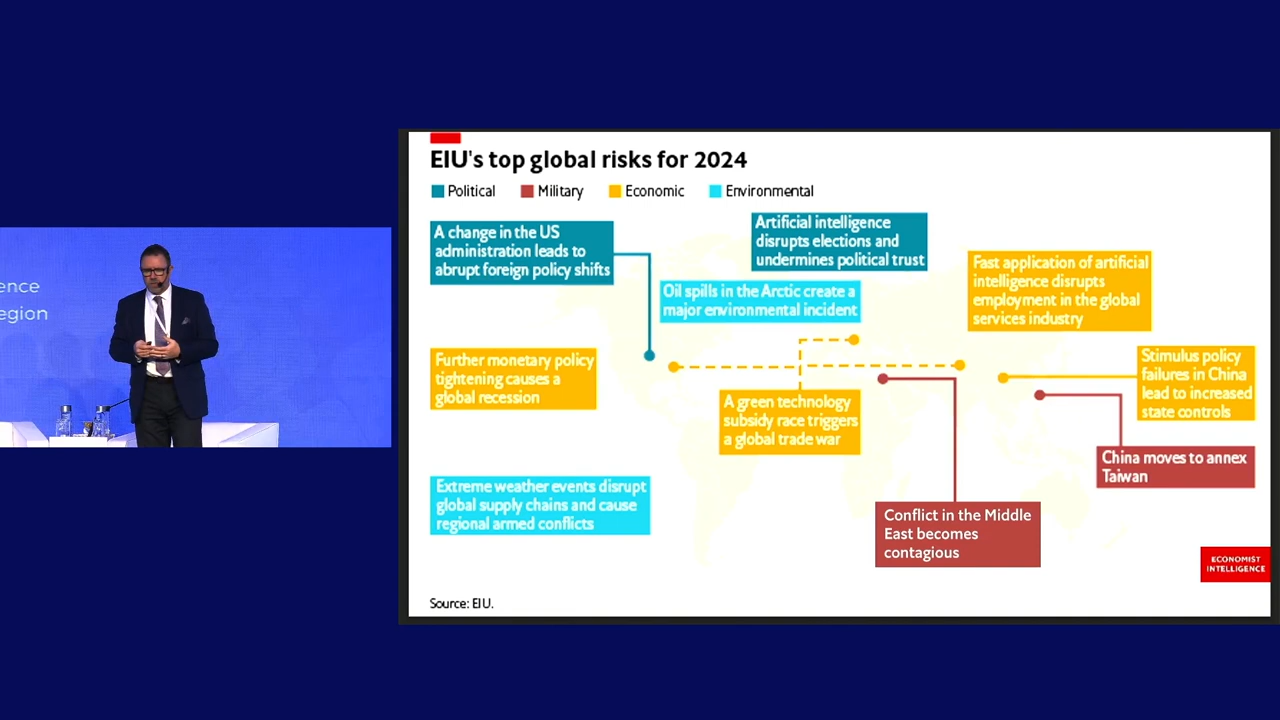 ence
egion
EIU's top global risks for 2024
Political
Military
Economic
Environmental
A change in the US
administration leads to
abrupt foreign policy shifts
Artificial intelligence
disrupts elections and
undermines political trust
Fast application of artificial
intelligence disrupts
employment in the global
services industry
Oil spills in the Arctic create a
major environmental incident
Further monetary policy
tightening causes a
global recession
Stimulus policy
failures in China
lead to increased
state controls
A green technology
subsidy race triggers
a global trade war
China moves to annex
Taiwan
Extreme weather events disrupt
global supply chains and cause
regional armed conflicts
Conflict in the Middle
East becomes
contagious
ECONOMIST
INTELLIGENCE
Source: EIU.